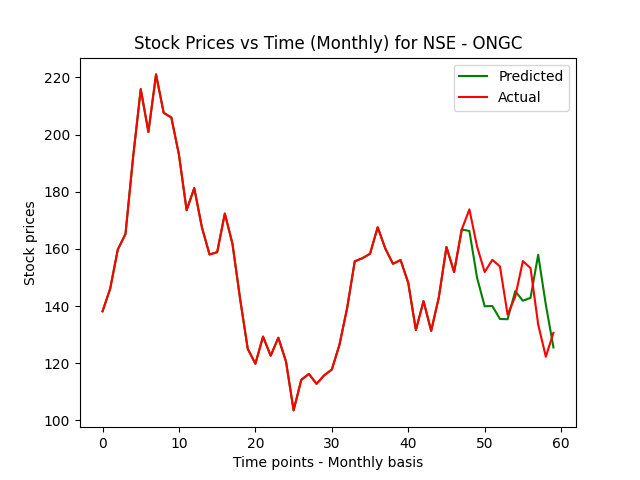 Stock Prices vs Time (Monthly) for NSE - ONGC
Predicted
Actual
Stock prices
220
200
180
160
140
120
100
0 10 20 30 40 50 60
Time points - Monthly basis